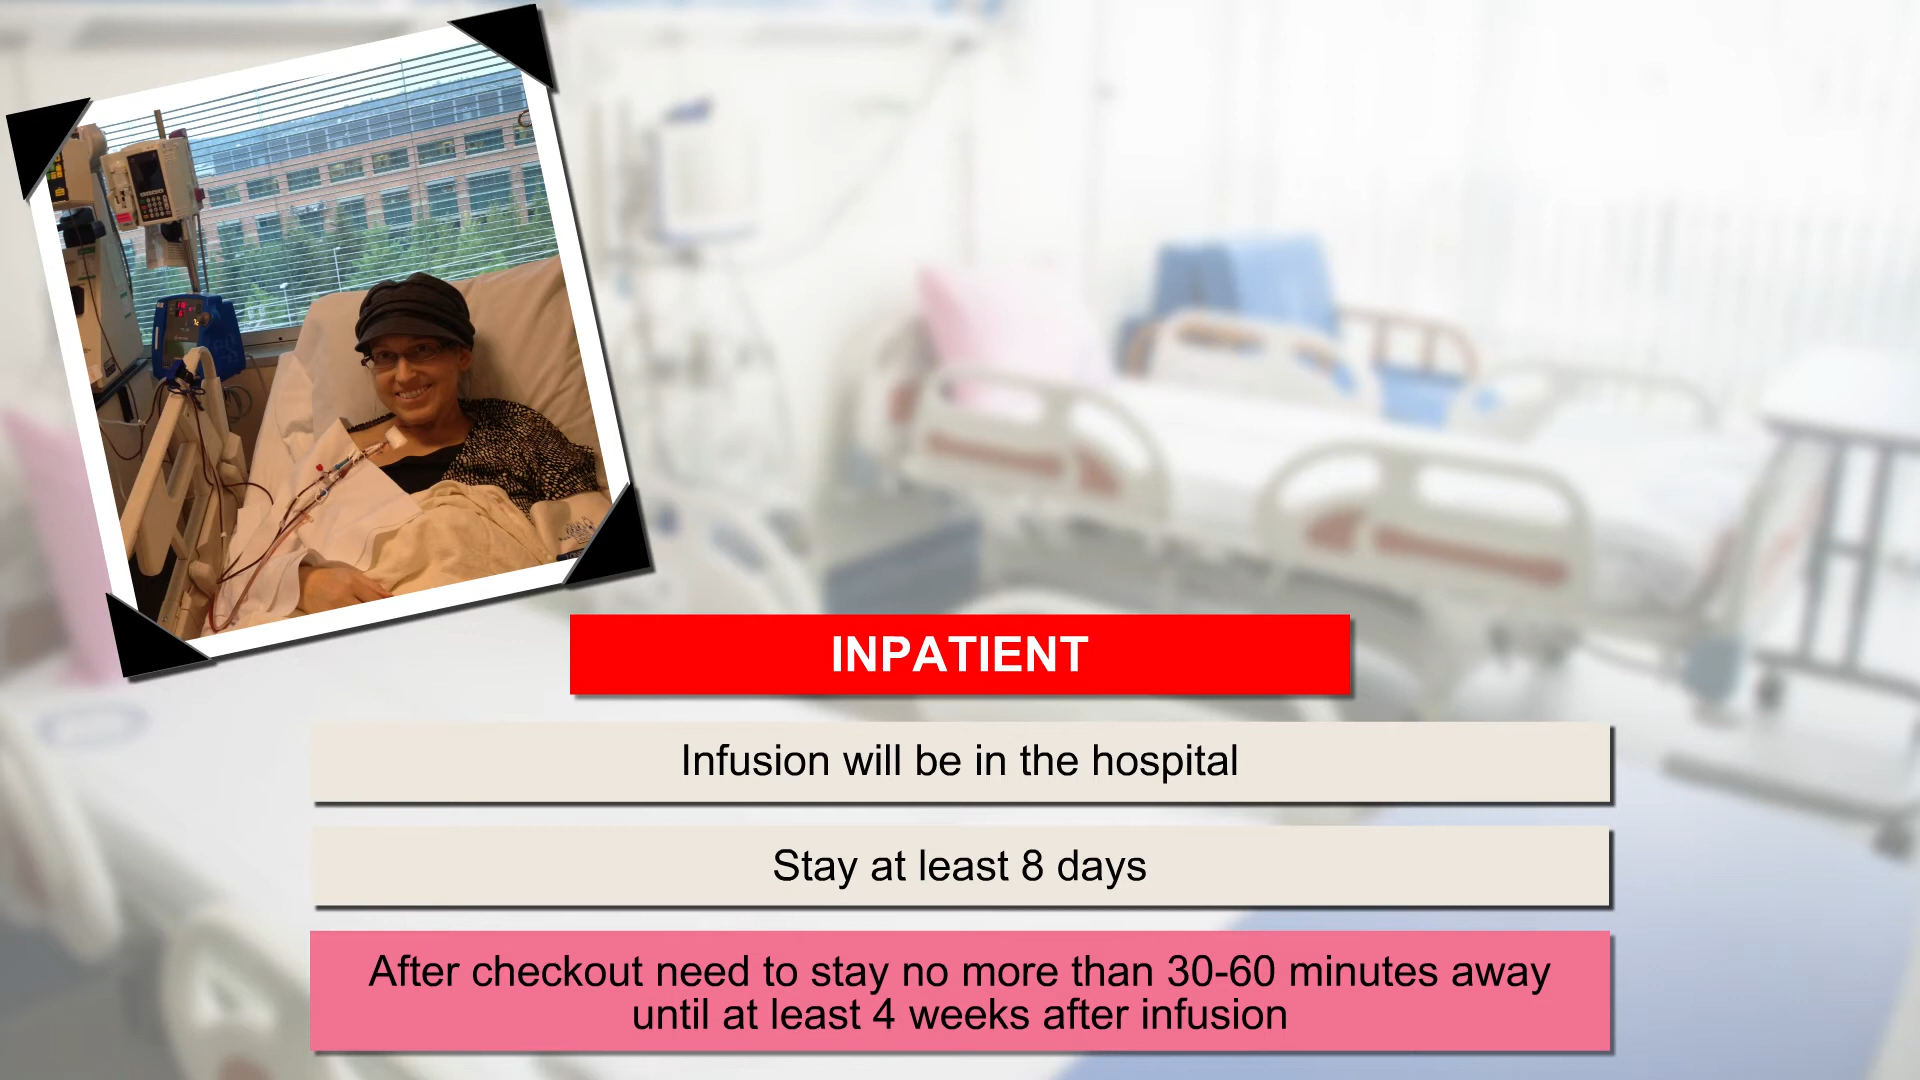 INPATIENT
Infusion will be in the hospital
Stay at least 8 days
After checkout need to stay no more than 30-60 minutes away
until at least 4 weeks after infusion